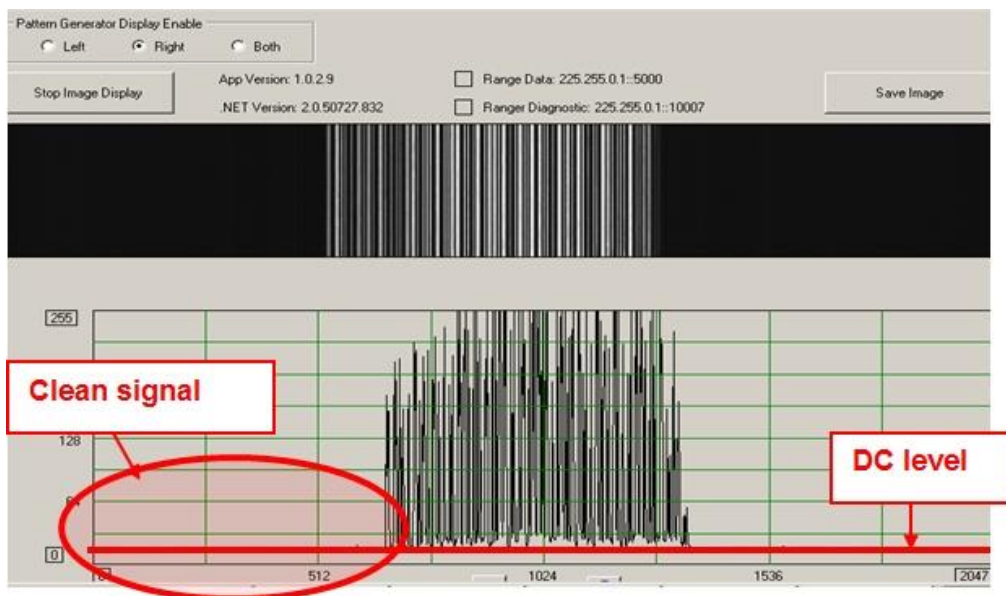 Pattern Generator Display Enable
Left Right Both
Stop Image Display
App Version: 1.0.2.9
.NET Version: 2.0.50727.832
Range Data: 225.255.0.1::5000
Ranger Diagnostic: 225.255.0.1::10007
Save Image
255
Clean signal
128
DC level
0
512 1024 1536 2047